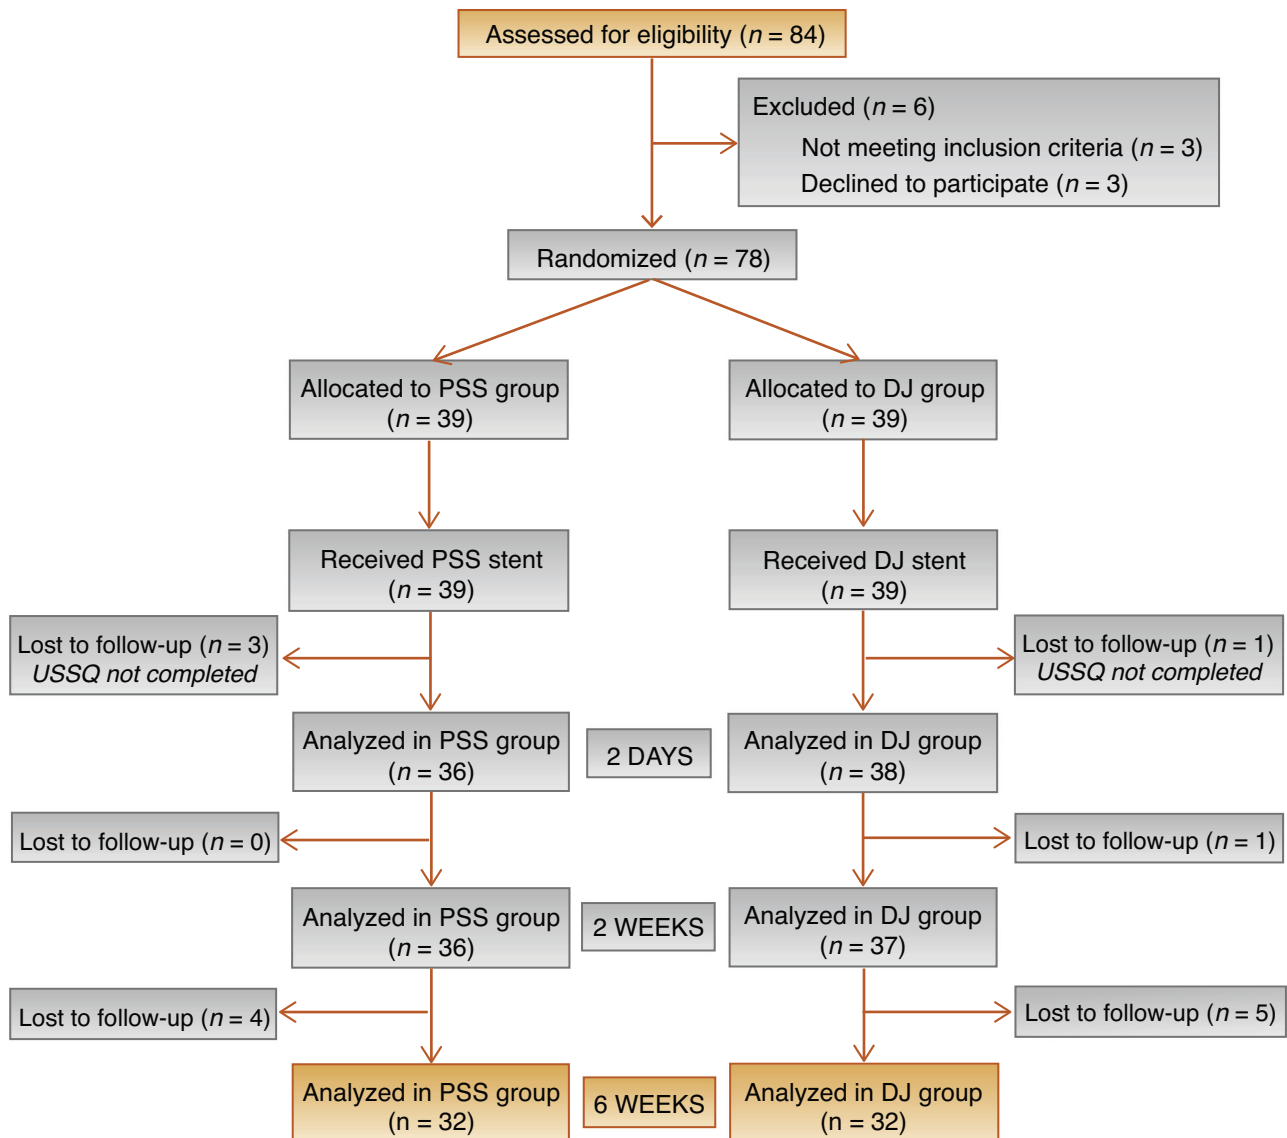 Assessed for eligibility (n = 84)
Excluded (n = 6)
Not meeting inclusion criteria (n = 3)
Declined to participate (n = 3)
Randomized (n = 78)
Allocated to PSS group
(n = 39)
Allocated to DJ group
(n = 39)
Received PSS stent
(n = 39)
Received DJ stent
(n = 39)
Lost to follow-up (n = 3)
USSQ not completed
Lost to follow-up (n = 1)
USSQ not completed
Analyzed in PSS group
(n = 36)
2 DAYS
Analyzed in DJ group
(n = 38)
Lost to follow-up (n = 0)
Lost to follow-up (n = 1)
Analyzed in PSS group
(n = 36)
2 WEEKS
Analyzed in DJ group
(n = 37)
Lost to follow-up (n = 4)
Lost to follow-up (n = 5)
Analyzed in PSS group
(n = 32)
6 WEEKS
Analyzed in DJ group
(n = 32)